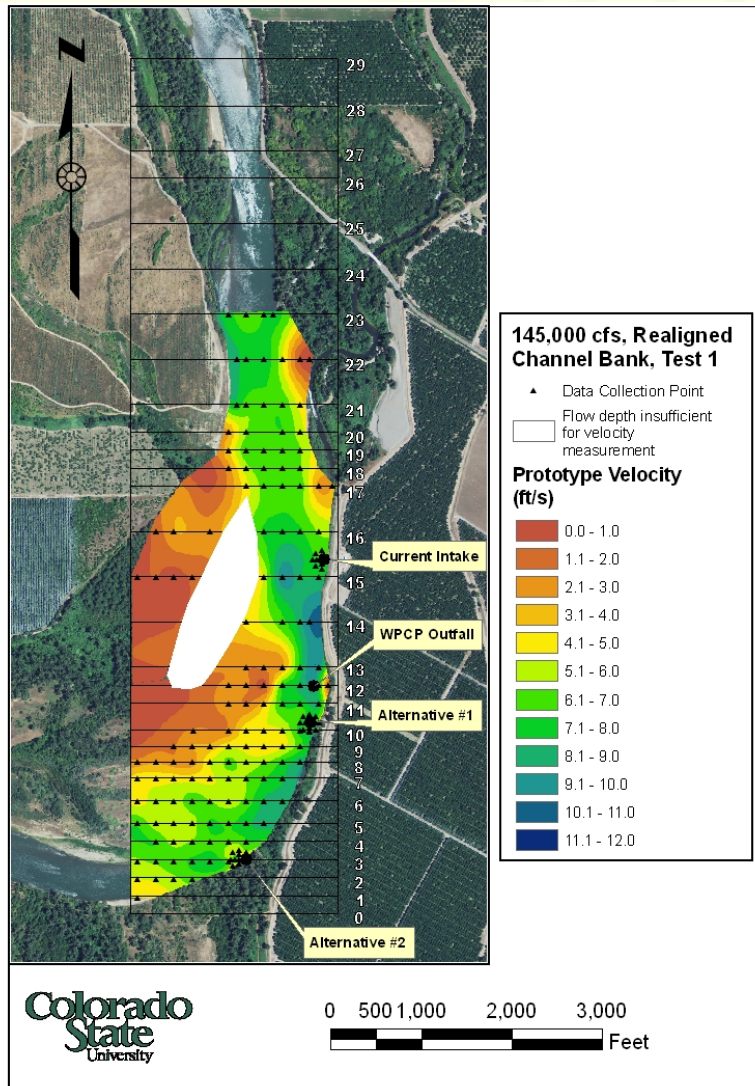 Z
29
28
27
26
25
24
23
22
21
20
19
18
17
16
Current Intake
15
14
WPCP Outfall
13
12
11
Alternative #1
10
9
8
7
6
5
4
3
2
1
0
Alternative #2
145,000 cfs, Realigned
Channel Bank, Test 1
Data Collection Point
Flow depth insufficient
for velocity
measurement
Prototype Velocity
(ft/s)
0.0 - 1.0
1.1 - 2.0
2.1 - 3.0
3.1 - 4.0
4.1 - 5.0
5.1 - 6.0
6.1 - 7.0
7.1 - 8.0
8.1 - 9.0
9.1 - 10.0
10.1 - 11.0
11.1 - 12.0
Colorado
State
University
0 500 1,000 2,000 3,000
Feet